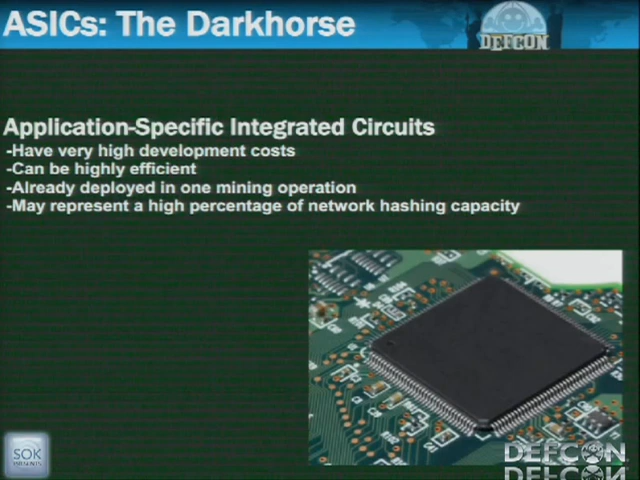 ASICs: The Darkhorse
DEFCON
Application-Specific Integrated Circuits
-Have very high development costs
-Can be highly efficient
-Already deployed in one mining operation
-May represent a high percentage of network hashing capacity
SOK
DEFCON